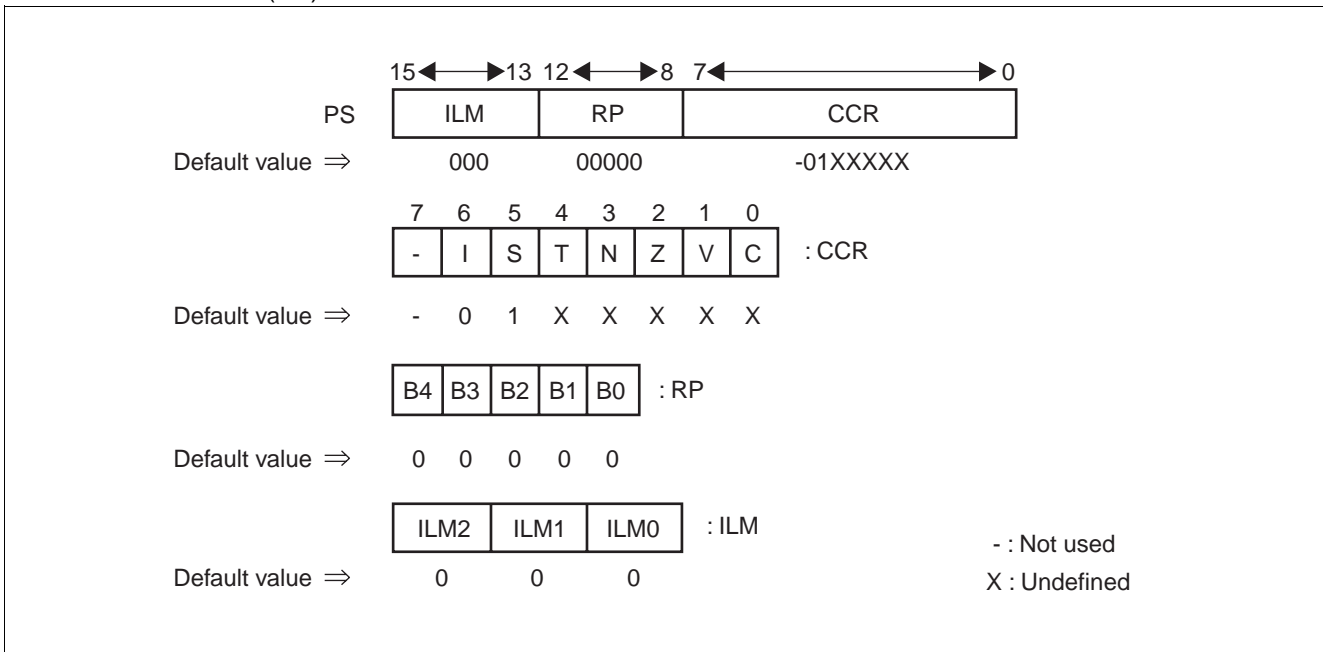 15 13 12 8 7 0
PS ILM RP CCR
Default value ⇒ 000 00000 -01XXXXX
7 6 5 4 3 2 1 0
- I S T N Z V C : CCR
Default value ⇒ - 0 1 X X X X X
B4 B3 B2 B1 B0 : RP
Default value ⇒ 0 0 0 0 0
ILM2 ILM1 ILM0 : ILM
- : Not used
Default value ⇒ 0 0 0
X : Undefined